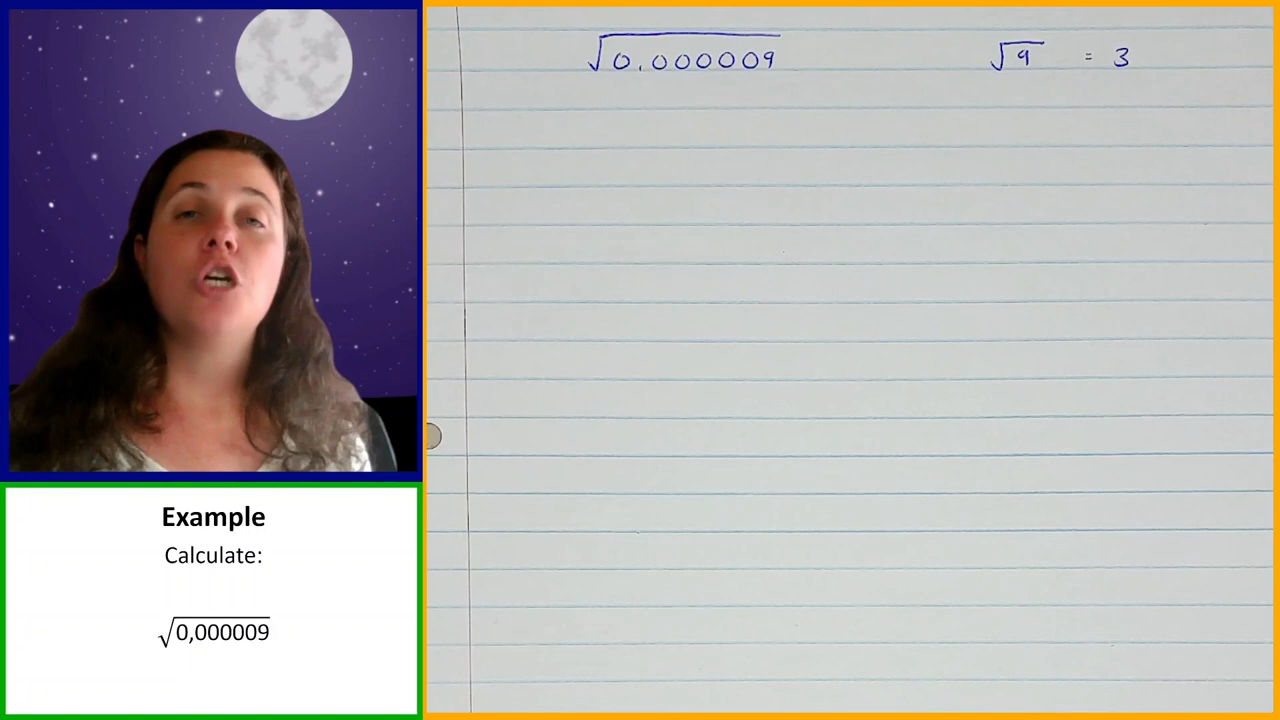 √0.000009 √9 = 3
Example
Calculate:
√0,000009